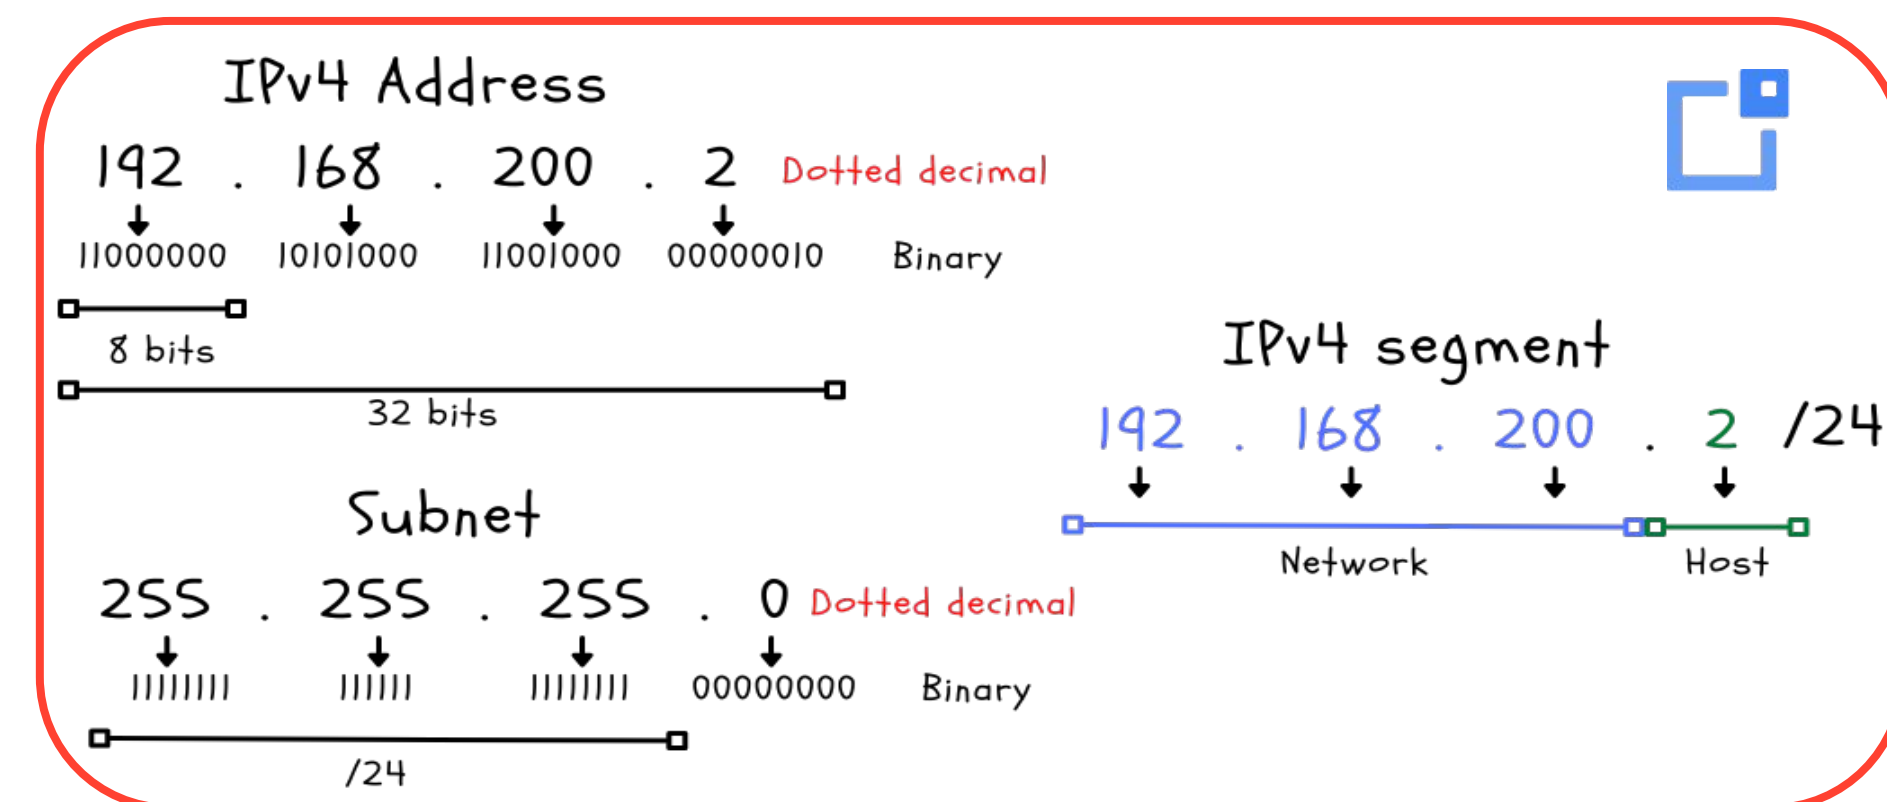 IPv4 Address
192 . 168 . 200 . 2 Dotted decimal
11000000 10101000 11001000 00000010 Binary
8 bits
32 bits
IPv4 segment
192 . 168 . 200 . 2 /24
Network Host
Subnet
255 . 255 . 255 . 0 Dotted decimal
11111111 111111 11111111 00000000 Binary
/24